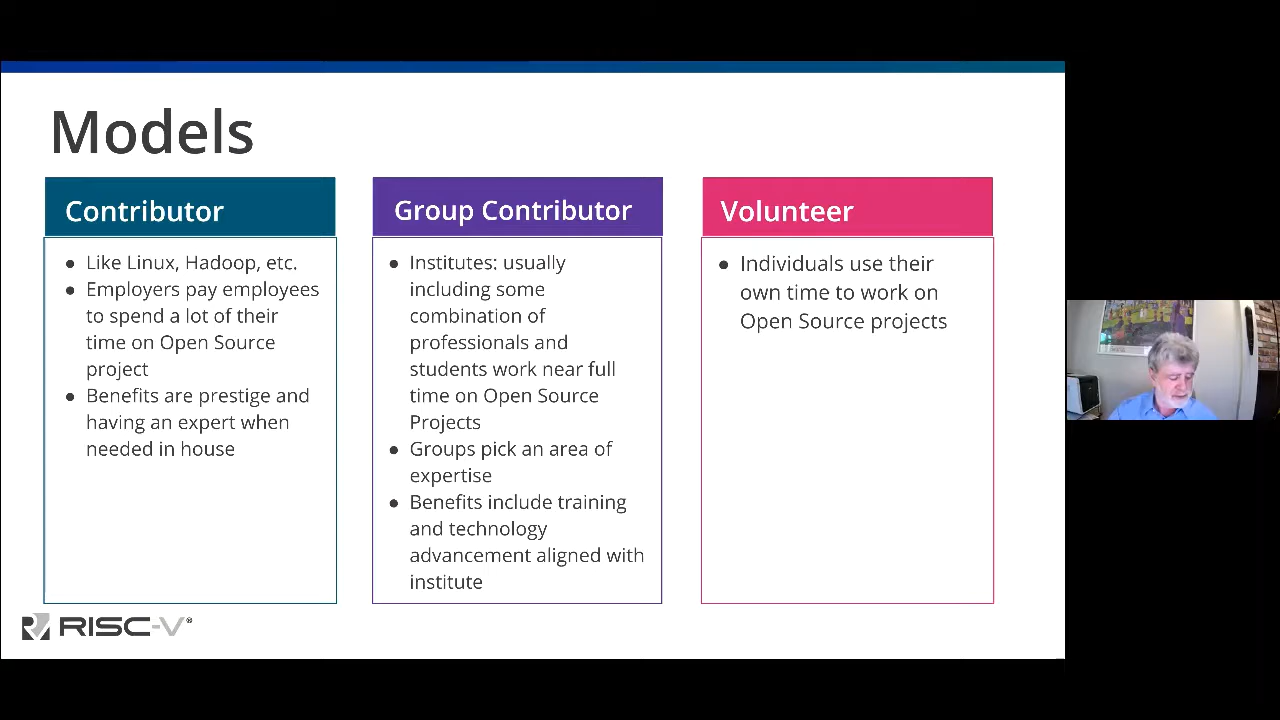 Models
Contributor
● Like Linux, Hadoop, etc.
● Employers pay employees
to spend a lot of their
time on Open Source
project
● Benefits are prestige and
having an expert when
needed in house
Group Contributor
● Institutes: usually
including some
combination of
professionals and
students work near full
time on Open Source
Projects
● Groups pick an area of
expertise
● Benefits include training
and technology
advancement aligned with
institute
Volunteer
● Individuals use their
own time to work on
Open Source projects
RISC-V®